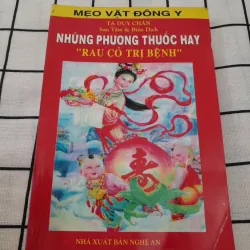 MẸO VẶT ĐÔNG Y
TẠ DUY CHÂN
Sưu Tầm & Biên Dịch
NHỮNG PHƯƠNG THUỐC HAY
"RAU CỎ TRỊ BỆNH"
壽
NHÀ XUẤT BẢN NGHỆ AN